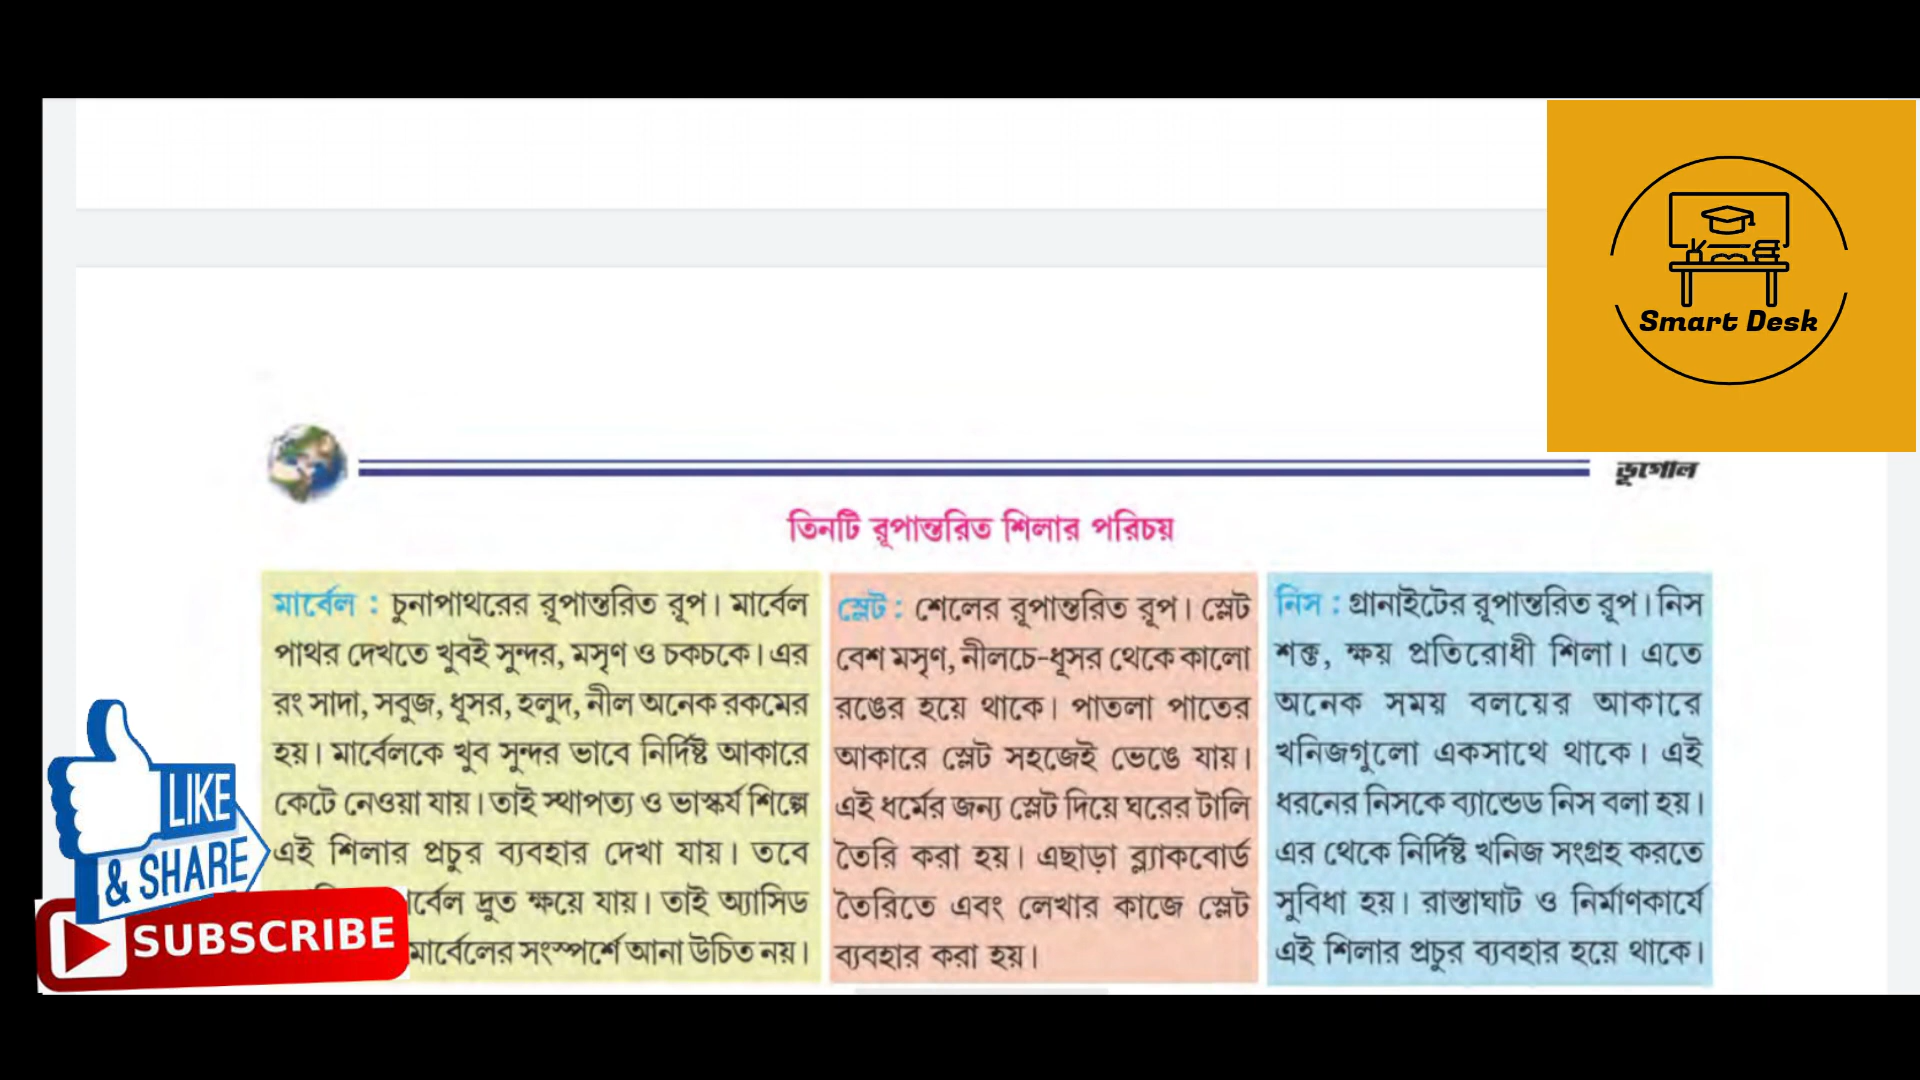 Smart Desk
ভূগোল
তিনটি রূপান্তরিত শিলার পরিচয়
মার্বেল : চুনাপাথরের রূপান্তরিত রূপ। মার্বেল
পাথর দেখতে খুবই সুন্দর, মসৃণ ও চকচকে। এর
রং সাদা, সবুজ, ধূসর, হলুদ, নীল অনেক রকমের
হয়। মার্বেলকে খুব সুন্দর ভাবে নির্দিষ্ট আকারে
কেটে নেওয়া যায়। তাই স্থাপত্য ও ভাস্কর্য শিল্পে
এই শিলার প্রচুর ব্যবহার দেখা যায়। তবে
র্বেল দ্রুত ক্ষয়ে যায়। তাই অ্যাসিড
মার্বেলের সংস্পর্শে আনা উচিত নয়।
স্লেট : শেলের রূপান্তরিত রূপ। স্লেট
বেশ মসৃণ, নীলচে-ধূসর থেকে কালো
রঙের হয়ে থাকে। পাতলা পাতের
আকারে স্লেট সহজেই ভেঙে যায়।
এই ধর্মের জন্য স্লেট দিয়ে ঘরের টালি
তৈরি করা হয়। এছাড়া ব্ল্যাকবোর্ড
তৈরিতে এবং লেখার কাজে স্লেট
ব্যবহার করা হয়।
নিস : গ্রানাইটের রূপান্তরিত রূপ। নিস
শক্ত, ক্ষয় প্রতিরোধী শিলা। এতে
অনেক সময় বলয়ের আকারে
খনিজগুলো একসাথে থাকে। এই
ধরনের নিসকে ব্যান্ডেড নিস বলা হয়।
এর থেকে নির্দিষ্ট খনিজ সংগ্রহ করতে
সুবিধা হয়। রাস্তাঘাট ও নির্মাণকার্যে
এই শিলার প্রচুর ব্যবহার হয়ে থাকে।
LIKE
& SHARE
SUBSCRIBE